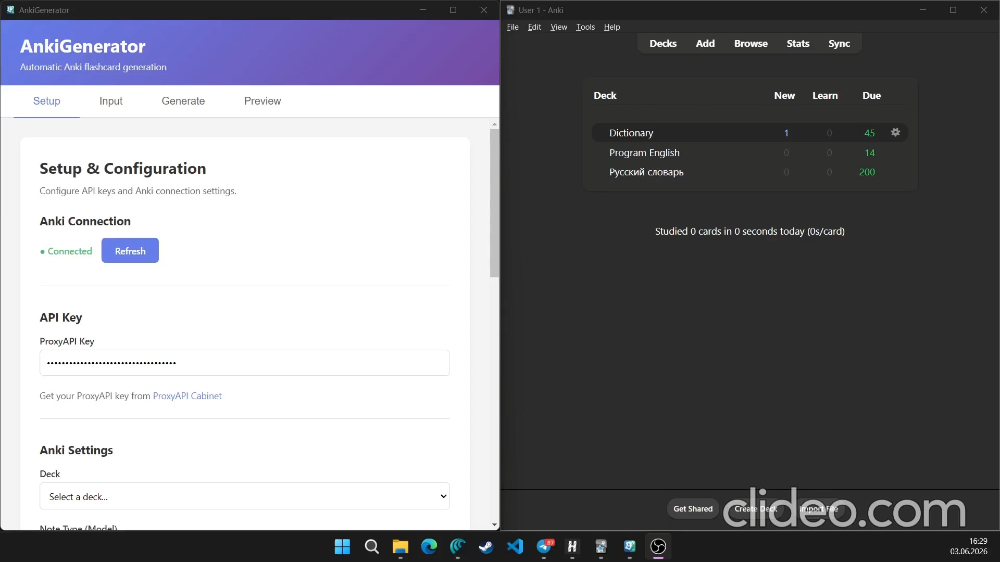 AnkiGenerator
AnkiGenerator
Automatic Anki flashcard generation
Setup Input Generate Preview
Setup & Configuration
Configure API keys and Anki connection settings.
Anki Connection
● Connected Refresh
API Key
ProxyAPI Key
••••••••••••••••••••••••••••••••••••
Get your ProxyAPI key from ProxyAPI Cabinet
Anki Settings
Deck
Select a deck...
Note Type (Model)
User 1 - Anki
File Edit View Tools Help
Decks Add Browse Stats Sync
Deck New Learn Due
Dictionary 1 0 45
Program English 0 0 14
Русский словарь 0 0 200
Studied 0 cards in 0 seconds today (0s/card)
Get Shared Create Deck Import File
clideo.com
87
16:29
03.06.2026